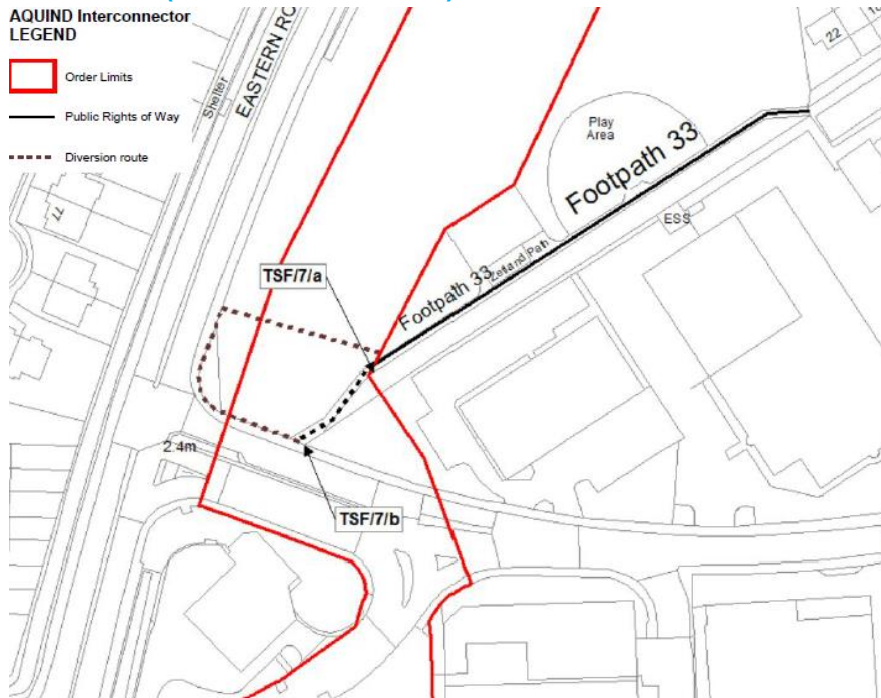 AQUIND Interconnector
LEGEND
Order Limits
Public Rights of Way
Diversion route
Shelter
EASTERN RO
22
Play
Area
Footpath 33
ESS
77
TSF/7/a
Footpath 33
Zetland Path
2.4m
TSF/7/b